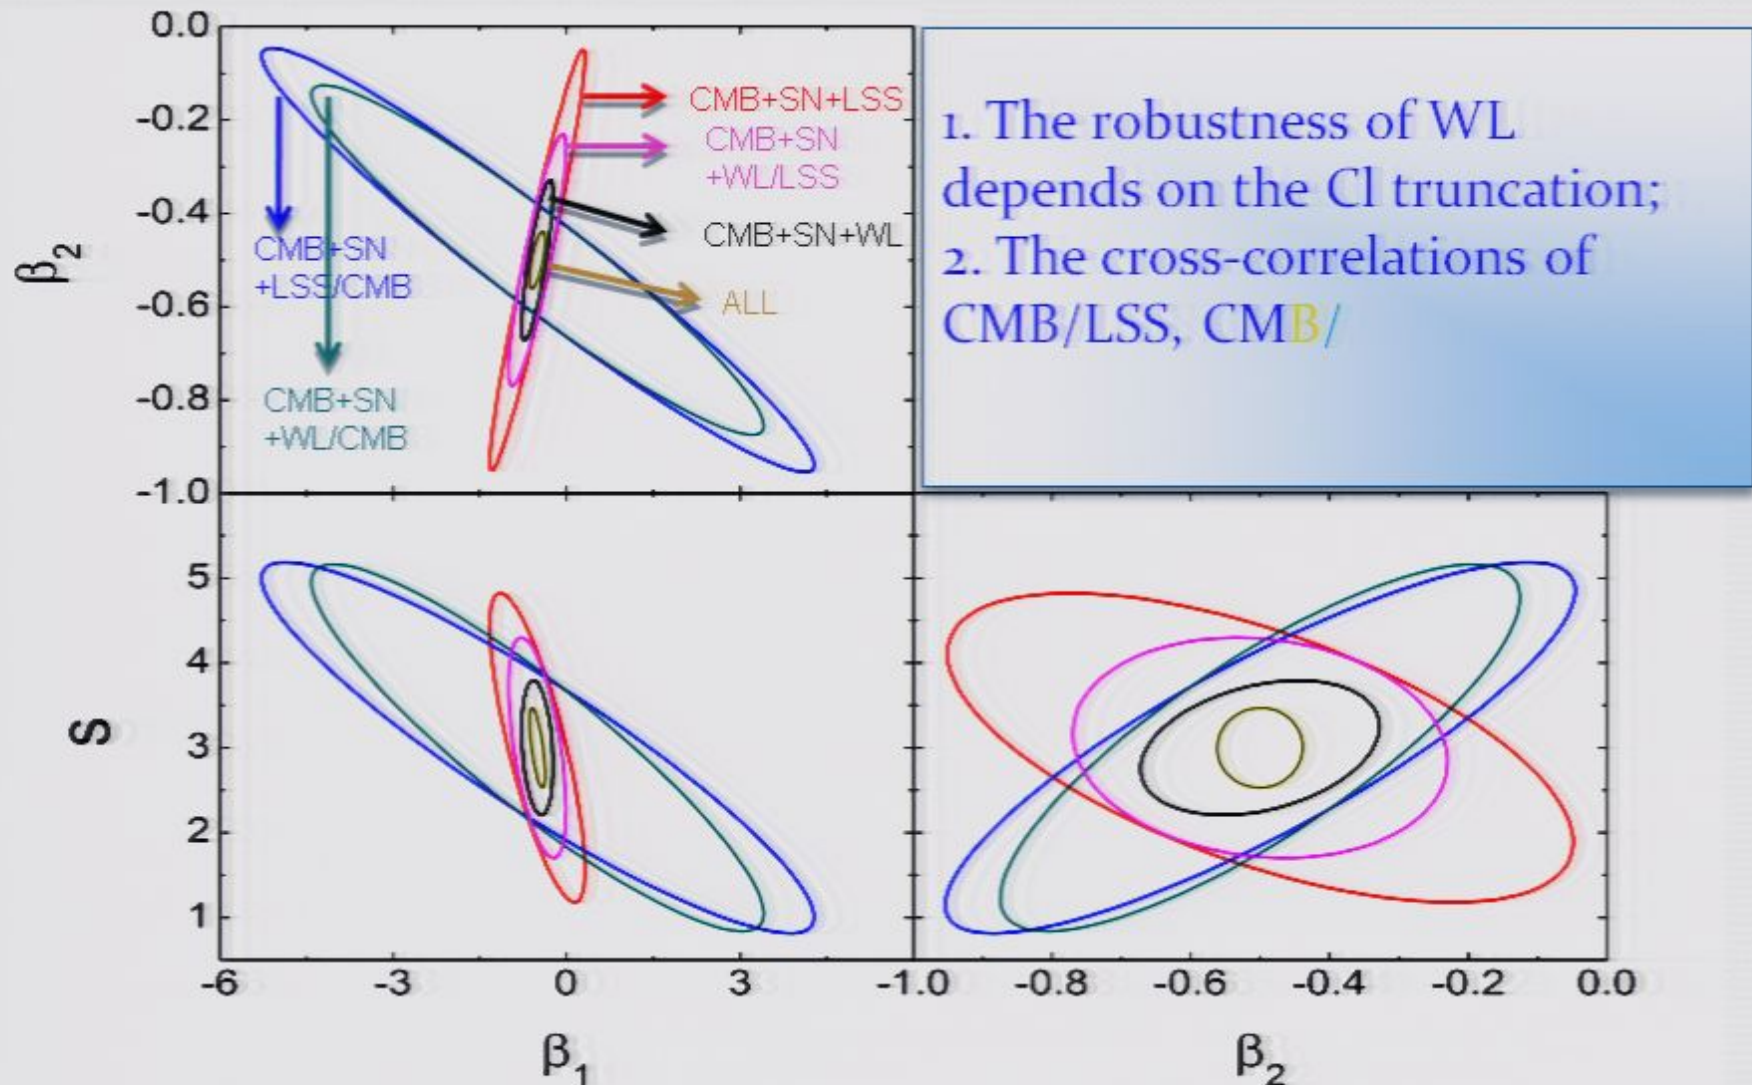 0.0
-0.2
-0.4
-0.6
-0.8
-1.0
β2
CMB+SN+LSS
CMB+SN
+WL/LSS
CMB+SN+WL
ALL
CMB+SN
+LSS/CMB
CMB+SN
+WL/CMB
1. The robustness of WL
depends on the Cl truncation;
2. The cross-correlations of
CMB/LSS, CMB/
5
4
3
2
1
S
-6 -3 0 3
-1.0 -0.8 -0.6 -0.4 -0.2 0.0
β1
β2